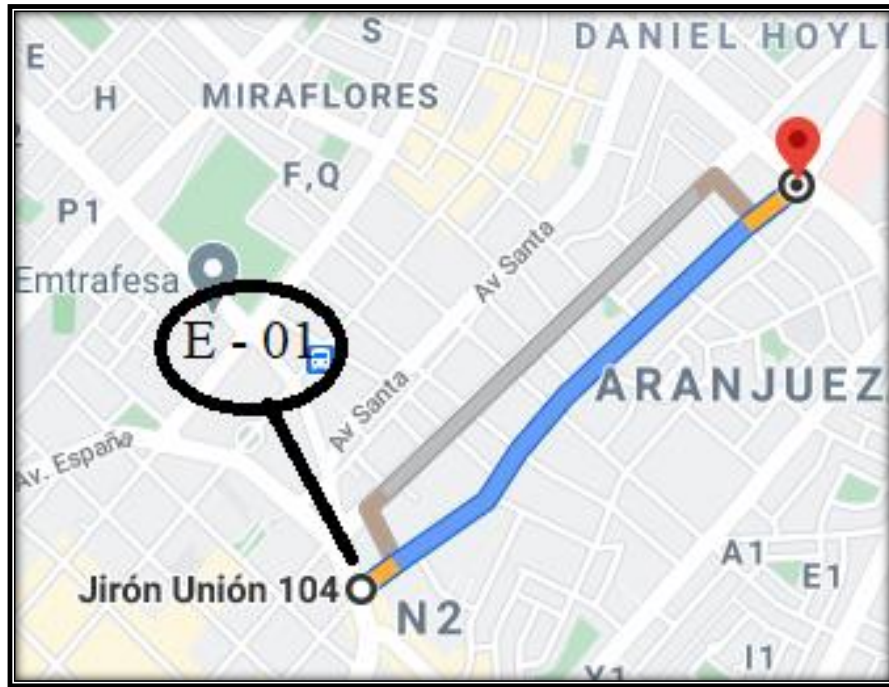 S
DANIEL HOYL
E
H
MIRAFLORES
F,Q
P1
Emtrafesa
Av Santa
E - 01
ARANJUEZ
Av Santa
Av. España
A1
E1
Jirón Unión 104
N2
I1
Y1